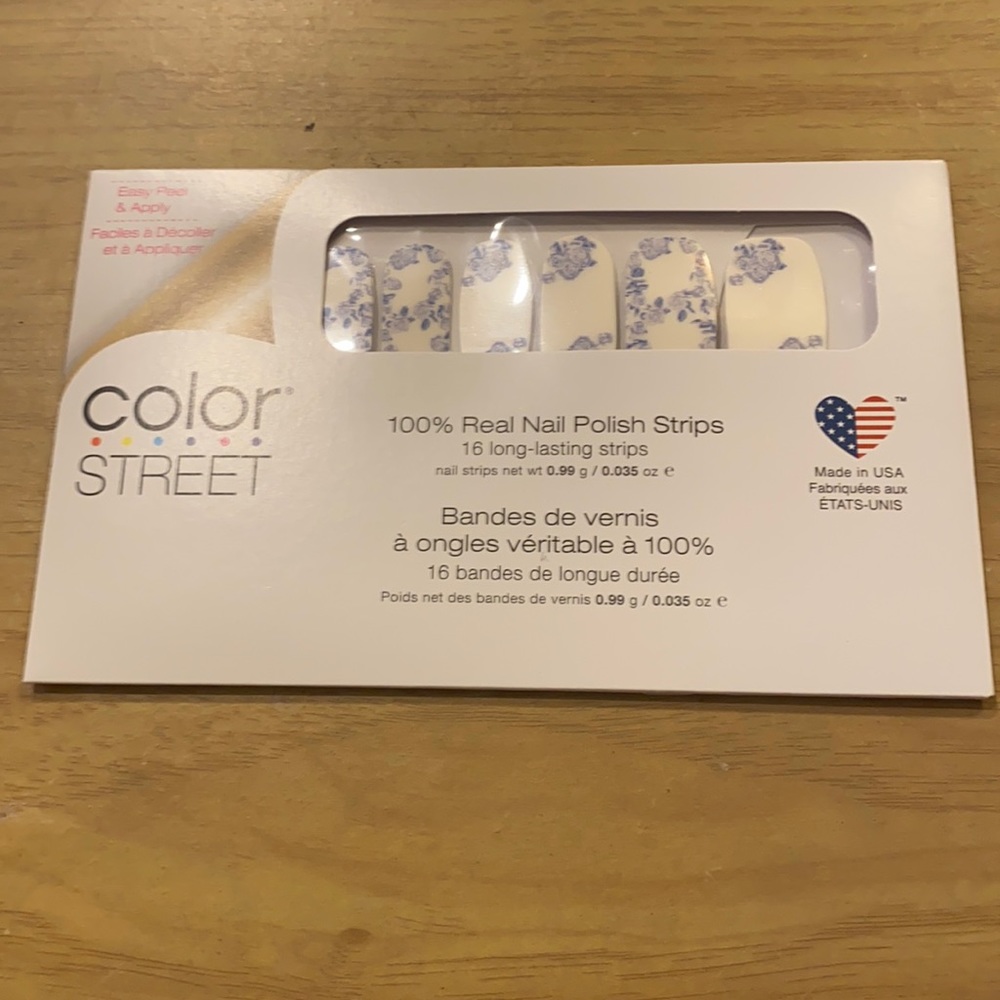 Easy Peel
& Apply
Faciles à Décoller
et à Appliquer
color®
STREET
100% Real Nail Polish Strips
16 long-lasting strips
nail strips net wt 0.99 g / 0.035 oz ℮
Bandes de vernis
à ongles véritable à 100%
16 bandes de longue durée
Poids net des bandes de vernis 0.99 g / 0.035 oz ℮
TM
Made in USA
Fabriquées aux
ÉTATS-UNIS